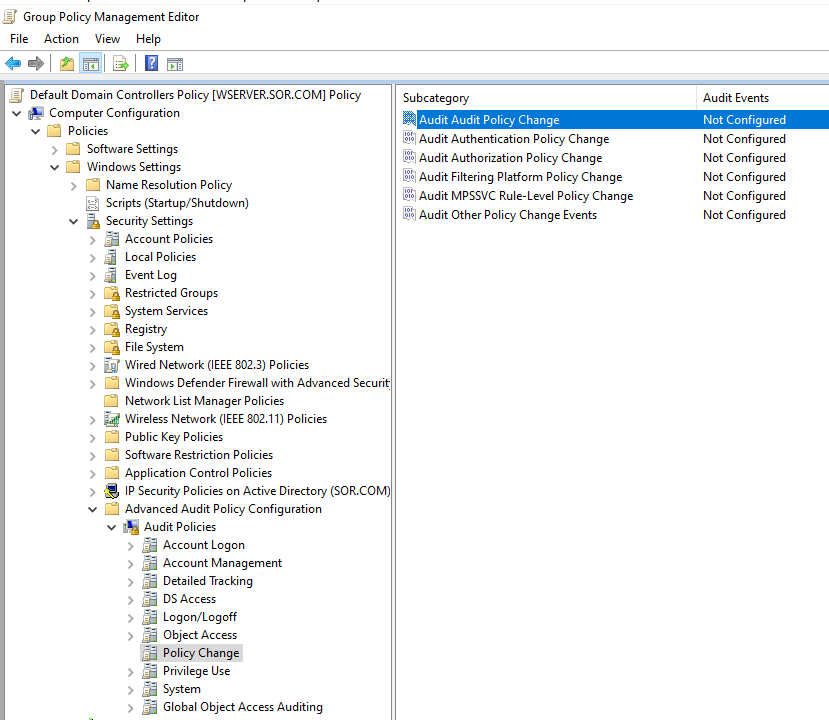 Group Policy Management Editor
File Action View Help
Default Domain Controllers Policy [WSERVER.SOR.COM] Policy
Computer Configuration
Policies
Software Settings
Windows Settings
Name Resolution Policy
Scripts (Startup/Shutdown)
Security Settings
Account Policies
Local Policies
Event Log
Restricted Groups
System Services
Registry
File System
Wired Network (IEEE 802.3) Policies
Windows Defender Firewall with Advanced Securit
Network List Manager Policies
Wireless Network (IEEE 802.11) Policies
Public Key Policies
Software Restriction Policies
Application Control Policies
IP Security Policies on Active Directory (SOR.COM)
Advanced Audit Policy Configuration
Audit Policies
Account Logon
Account Management
Detailed Tracking
DS Access
Logon/Logoff
Object Access
Policy Change
Privilege Use
System
Global Object Access Auditing
Subcategory Audit Events
Audit Audit Policy Change Not Configured
Audit Authentication Policy Change Not Configured
Audit Authorization Policy Change Not Configured
Audit Filtering Platform Policy Change Not Configured
Audit MPSSVC Rule-Level Policy Change Not Configured
Audit Other Policy Change Events Not Configured